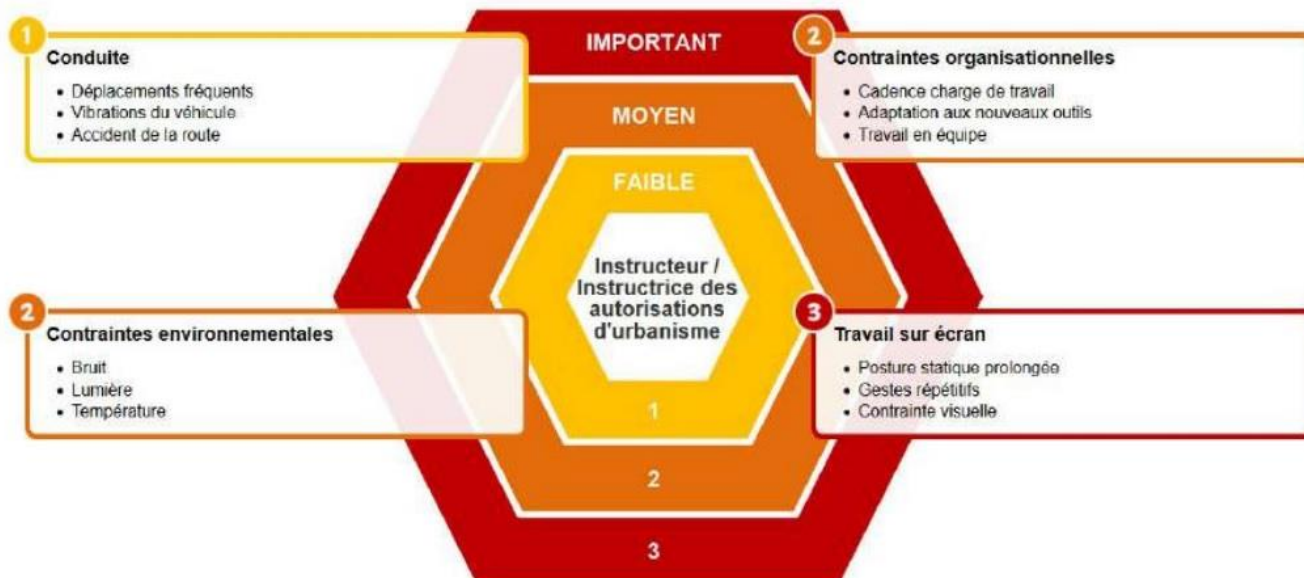 IMPORTANT
MOYEN
FAIBLE
Instructeur /
Instructrice des
autorisations
d'urbanisme
1
2
3
1
Conduite
• Déplacements fréquents
• Vibrations du véhicule
• Accident de la route
2
Contraintes organisationnelles
• Cadence charge de travail
• Adaptation aux nouveaux outils
• Travail en équipe
2
Contraintes environnementales
• Bruit
• Lumière
• Température
3
Travail sur écran
• Posture statique prolongée
• Gestes répétitifs
• Contrainte visuelle